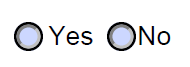 Yes No